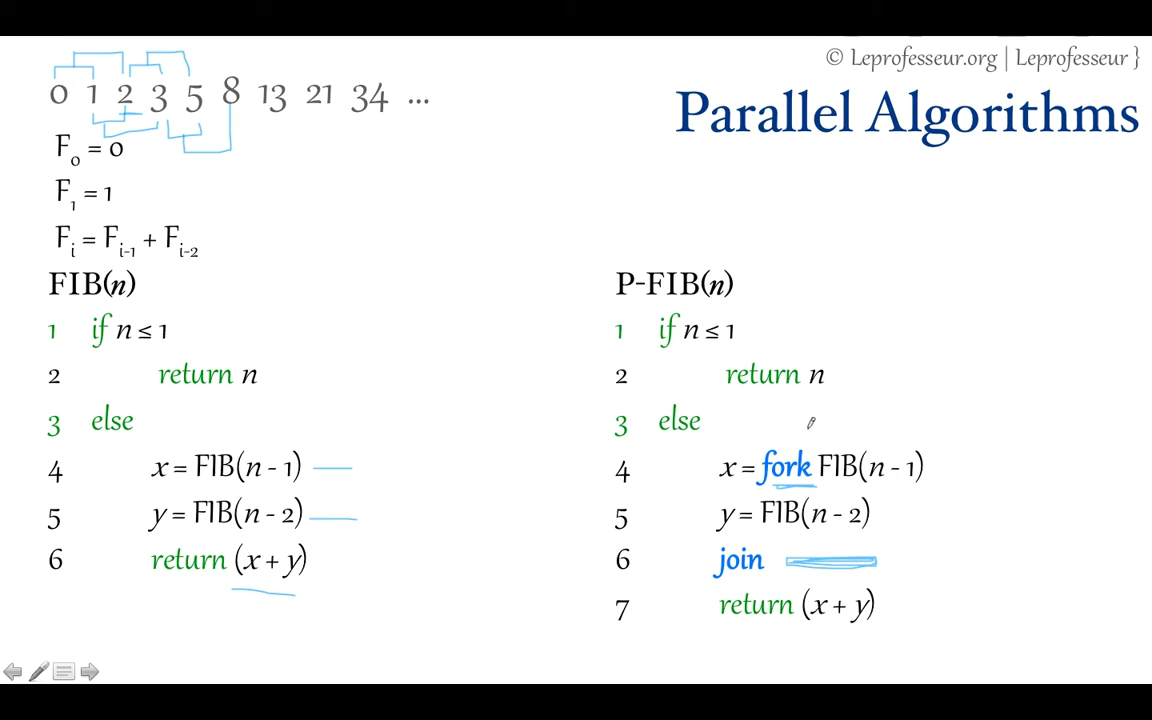 © Leprofesseur.org | Leprofesseur }
Parallel Algorithms
0 1 2 3 5 8 13 21 34 ...
F0 = 0
F1 = 1
Fi = Fi-1 + Fi-2
FIB(n)
1 if n ≤ 1
2 return n
3 else
4 x = FIB(n - 1)
5 y = FIB(n - 2)
6 return (x + y)
P-FIB(n)
1 if n ≤ 1
2 return n
3 else
4 x = fork FIB(n - 1)
5 y = FIB(n - 2)
6 join
7 return (x + y)